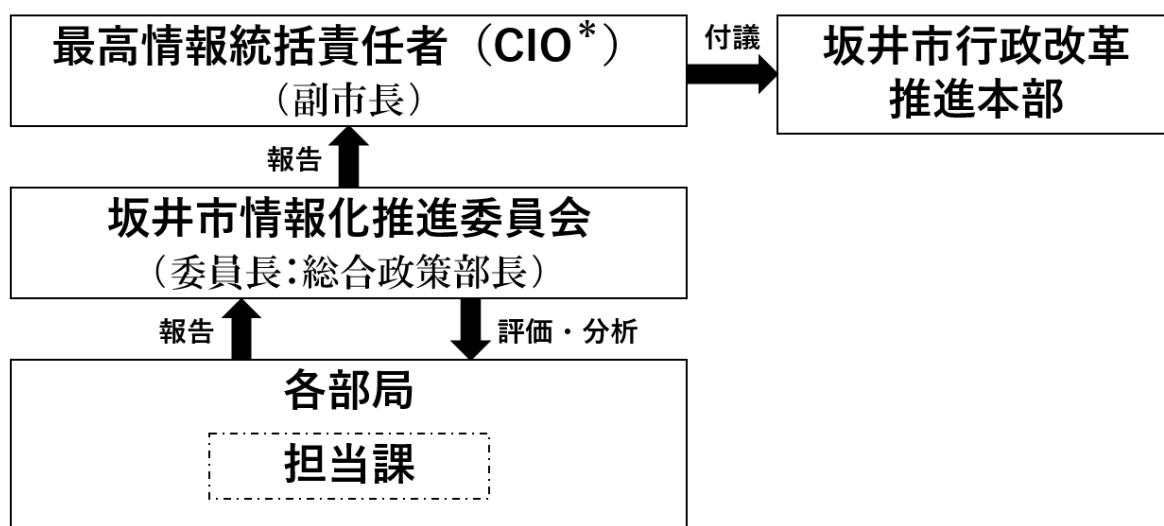 最高情報統括責任者（CIO*）
（副市長）
付議
坂井市行政改革
推進本部
報告
坂井市情報化推進委員会
（委員長：総合政策部長）
報告
評価・分析
各部局
担当課